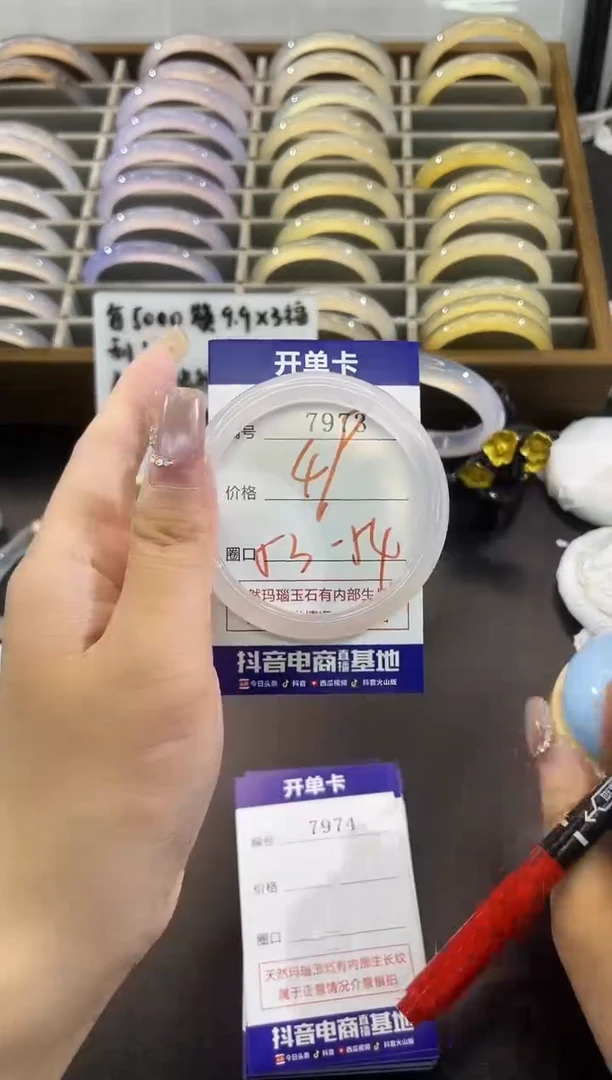 有5000装9.9x3福
利
开单卡
编号 7973
价格 4/
圈口 53-54
然玛瑙玉石有内部生
抖音电商直播基地
今日头条 抖音 西瓜视频 抖音火山版
开单卡
编号 7974
价格
圈口
天然玛瑙玉石有内部生长纹
属于正常情况介意慎拍
抖音电商直播基地
今日头条 抖音 西瓜视频 抖音火山版